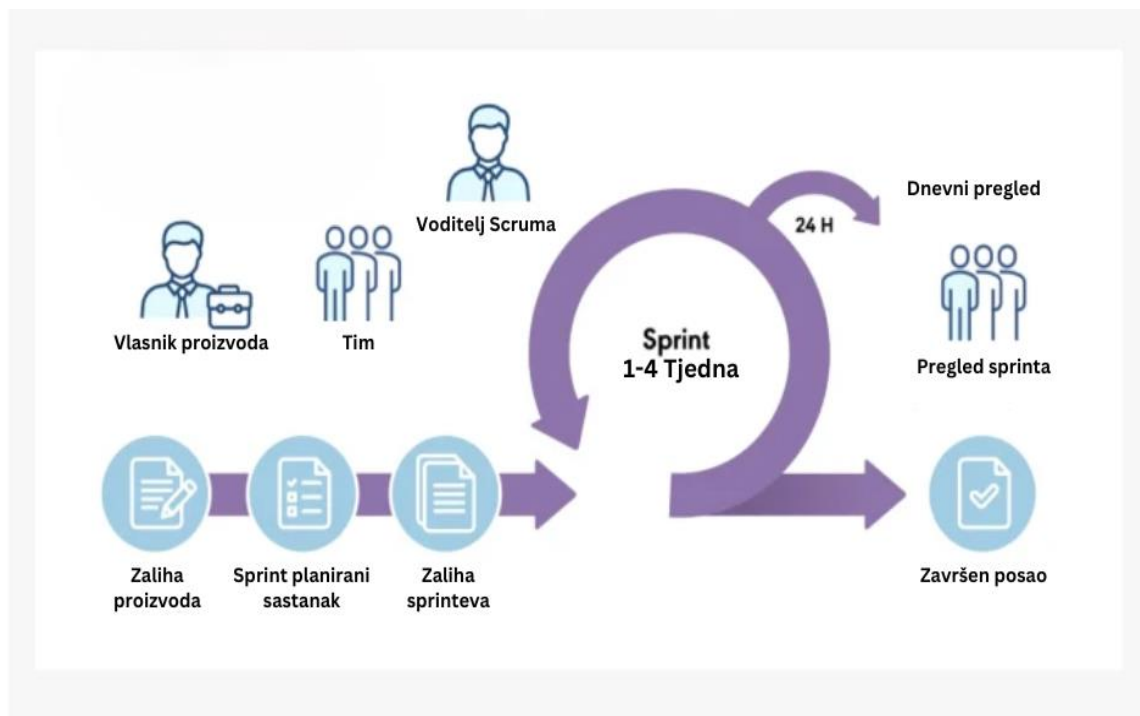 Voditelj Scruma
Vlasnik proizvoda
Tim
Dnevni pregled
24 H
Sprint
1-4 Tjedna
Pregled sprinta
Zaliha
proizvoda
Sprint planirani
sastanak
Zaliha
sprinteva
Završen posao